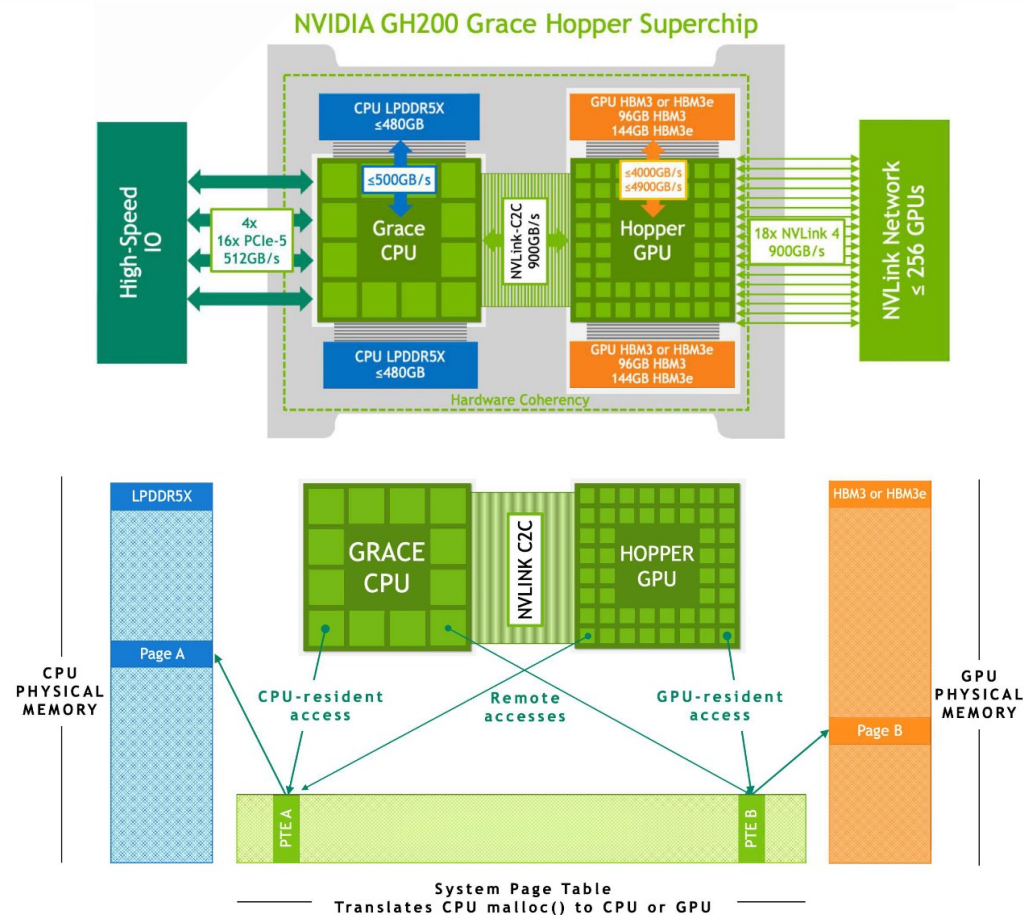 NVIDIA GH200 Grace Hopper Superchip
CPU LPDDR5X
≤480GB
GPU HBM3 or HBM3e
96GB HBM3
144GB HBM3e
High-Speed
IO
4x
16x PCIe-5
512GB/s
≤500GB/s
Grace
CPU
NVLink-C2C
900GB/s
≤4000GB/s
≤4900GB/s
Hopper
GPU
18x NVLink 4
900GB/s
NVLink Network
≤ 256 GPUs
CPU LPDDR5X
≤480GB
GPU HBM3 or HBM3e
96GB HBM3
144GB HBM3e
Hardware Coherency
LPDDR5X
Page A
CPU
PHYSICAL
MEMORY
GRACE
CPU
NVLINK C2C
HOPPER
GPU
HBM3 or HBM3e
Page B
GPU
PHYSICAL
MEMORY
CPU-resident
access
Remote
accesses
GPU-resident
access
PTE A
PTE B
System Page Table
Translates CPU malloc() to CPU or GPU